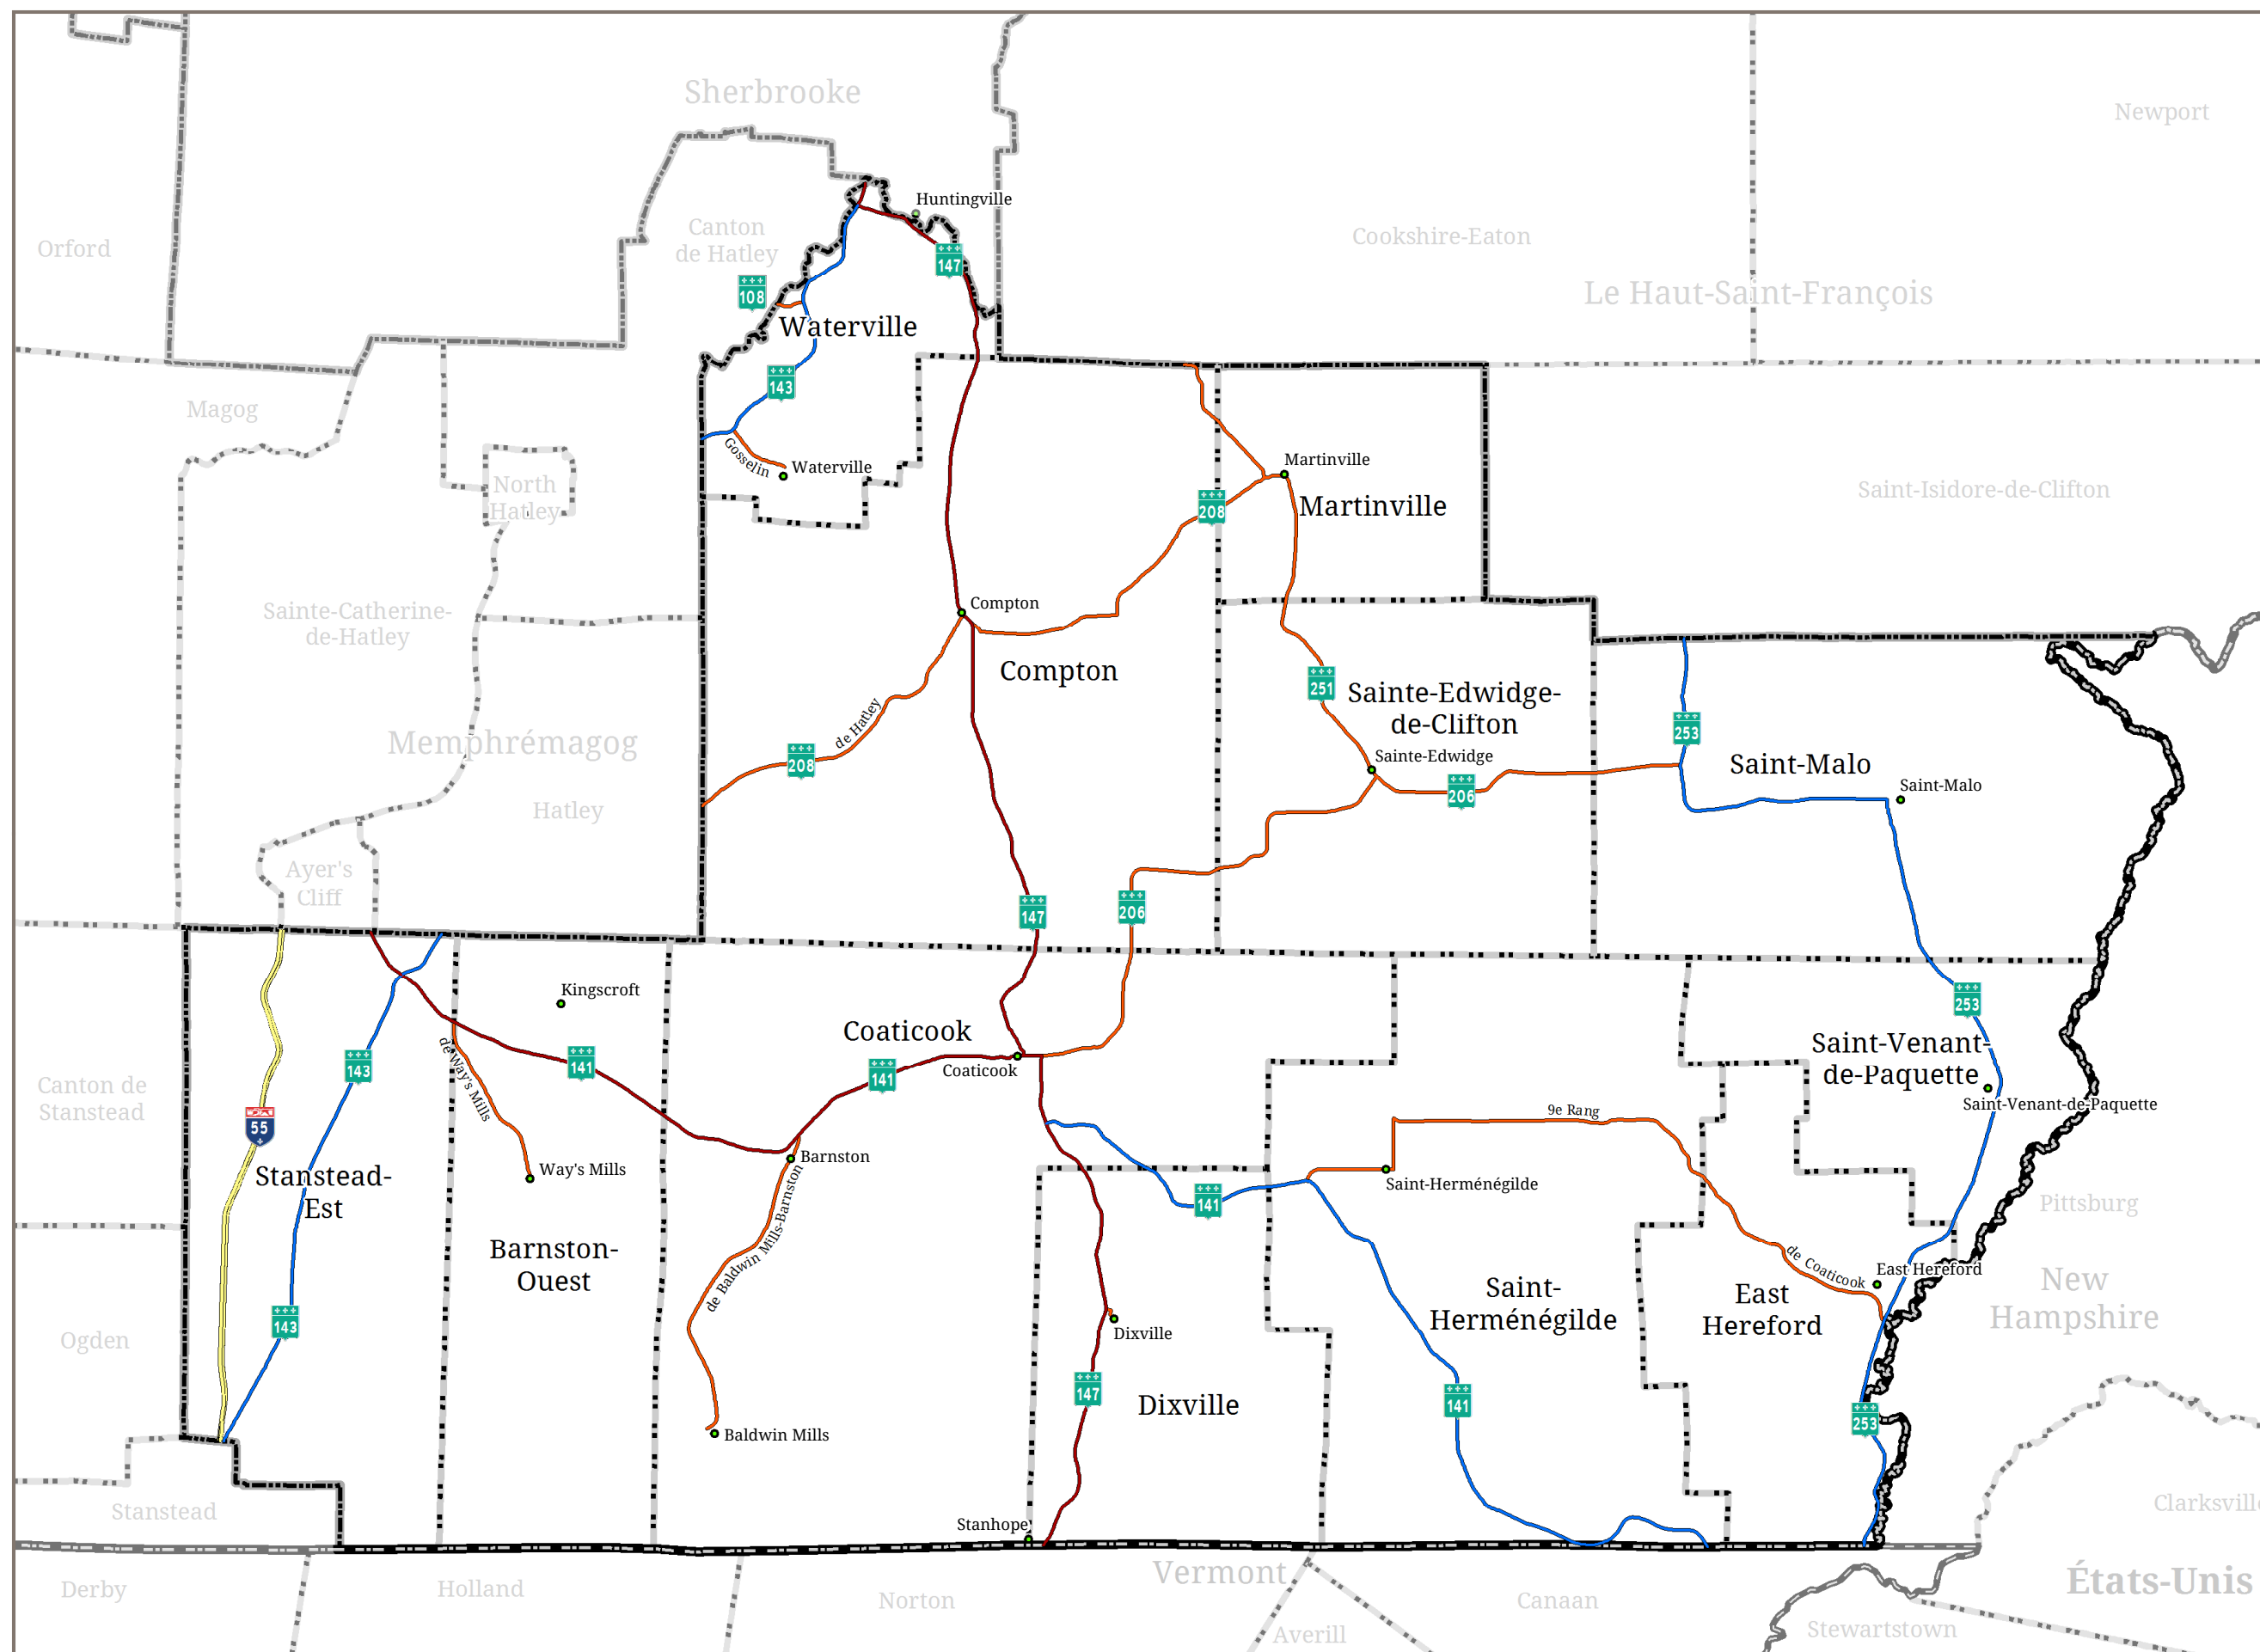 Sherbrooke
Newport
Huntingville
Canton
de Hatley
Orford
Cookshire-Eaton
147
108
Le Haut-Saint-François
Waterville
143
Magog
Gosselin
Waterville
Martinville
North
Hatley
Saint-Isidore-de-Clifton
208
Martinville
Compton
Sainte-Catherine-
de-Hatley
Compton
251
Sainte-Edwidge-
de-Clifton
de Hatley
253
Memphrémagog
208
Sainte-Edwidge
Saint-Malo
Saint-Malo
206
Hatley
Ayer's
Cliff
147
206
Kingscroft
253
Coaticook
Saint-Venant-
de-Paquette
143
de Way's Mills
141
141
Coaticook
Canton de
Stanstead
Saint-Venant-de-Paquette
9e Rang
55
Barnston
Way's Mills
Stanstead-
Est
Saint-Herménégilde
141
Pittsburg
de Baldwin Mills-Barnston
Barnston-
Ouest
de Coaticook
East Hereford
New
Hampshire
Saint-
Herménégilde
East
Hereford
143
Ogden
Dixville
147
Dixville
141
253
Baldwin Mills
Stanstead
Stanhope
Clarksville
Vermont
États-Unis
Derby
Holland
Norton
Canaan
Averill
Stewartstown